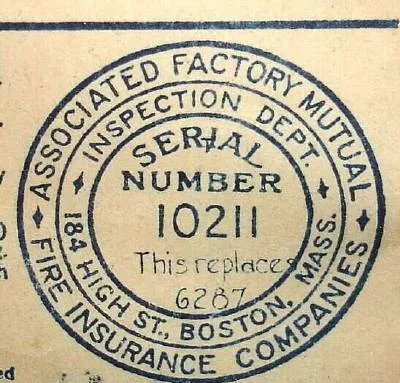 ASSOCIATED FACTORY MUTUAL
FIRE INSURANCE COMPANIES
INSPECTION DEPT.
184 HIGH ST., BOSTON, MASS.
SERIAL
NUMBER
10211
This replaces
6287